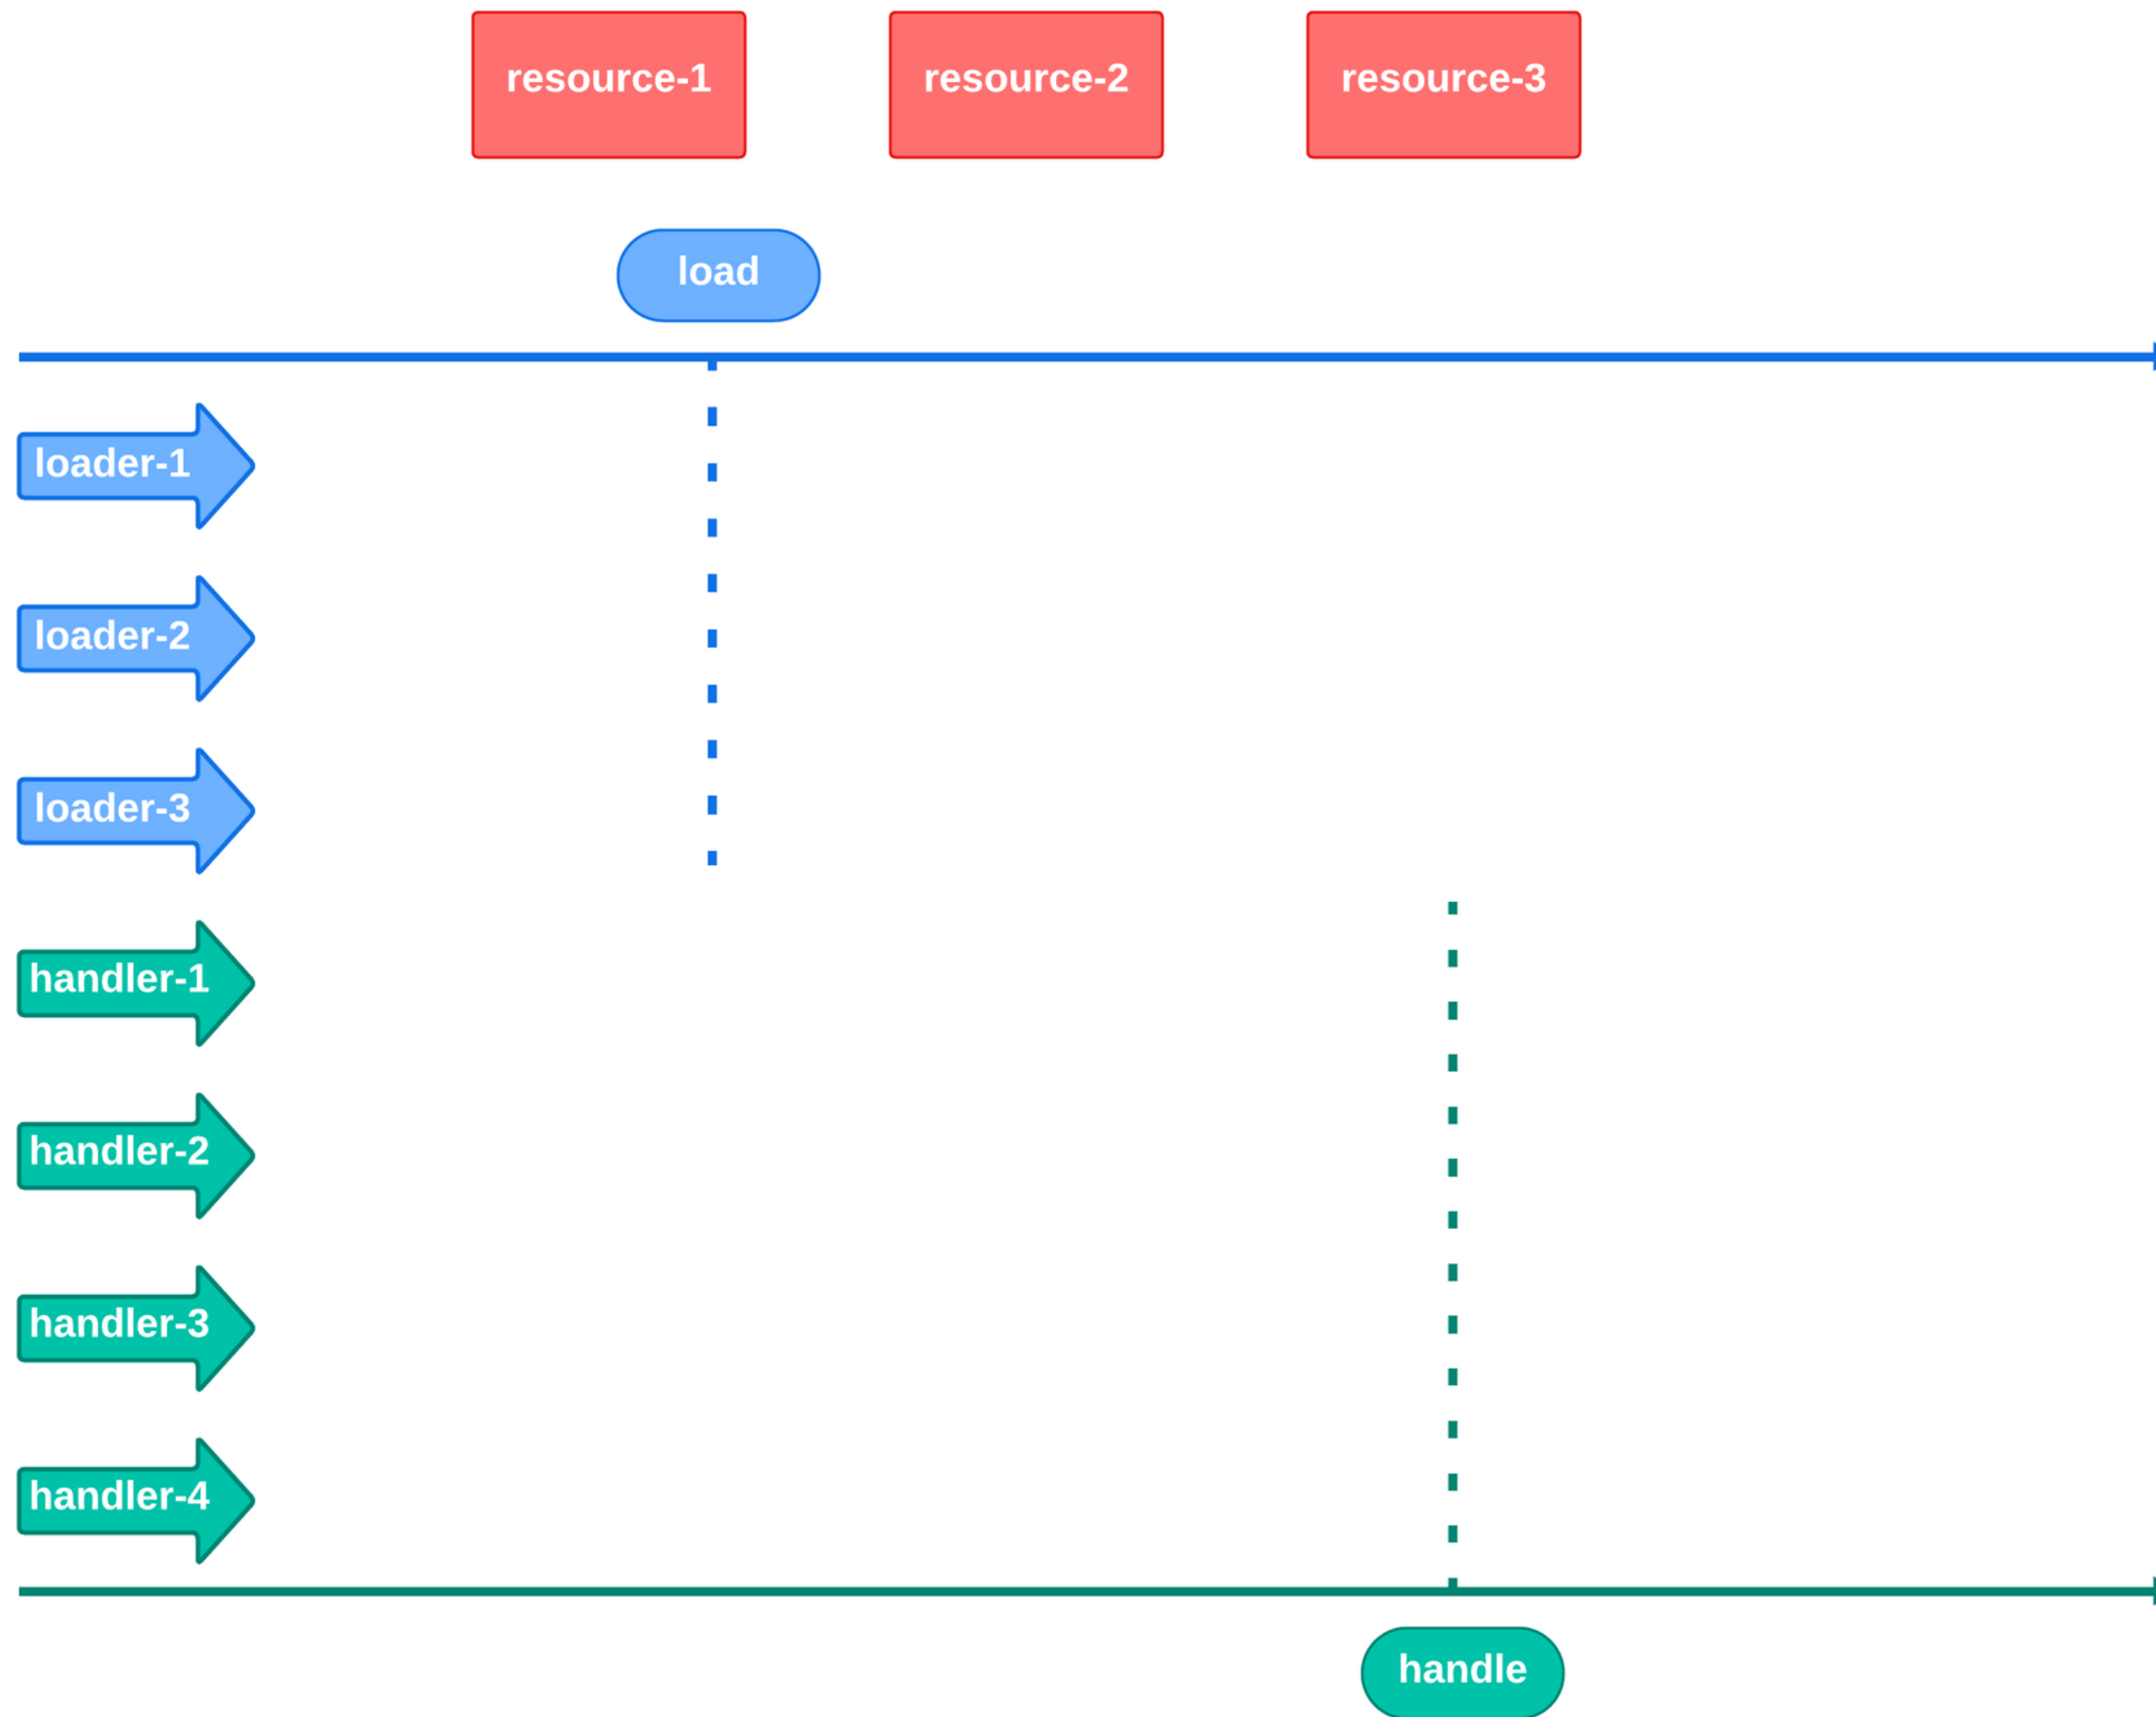 resource-1
resource-2
resource-3
load
loader-1
loader-2
loader-3
handler-1
handler-2
handler-3
handler-4
handle